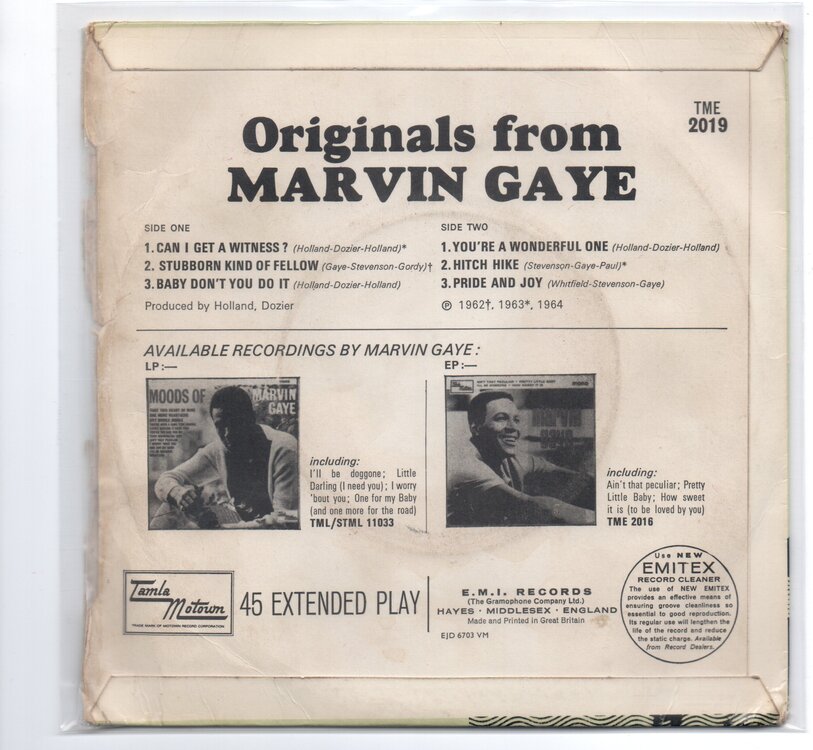 TME
2019
Originals from
MARVIN GAYE
SIDE ONE
1. CAN I GET A WITNESS? (Holland-Dozier-Holland)*
2. STUBBORN KIND OF FELLOW (Gaye-Stevenson-Gordy)†
3. BABY DON'T YOU DO IT (Holland-Dozier-Holland)
Produced by Holland, Dozier
SIDE TWO
1. YOU'RE A WONDERFUL ONE (Holland-Dozier-Holland)
2. HITCH HIKE (Stevenson-Gaye-Paul)*
3. PRIDE AND JOY (Whitfield-Stevenson-Gaye)
℗ 1962†, 1963*, 1964
AVAILABLE RECORDINGS BY MARVIN GAYE:
LP:—
MOODS OF
MARVIN
GAYE
including:
I'll be doggone; Little
Darling (I need you); I worry
'bout you; One for my Baby
(and one more for the road)
TML/STML 11033
EP:—
mono
MARVIN
GAYE
including:
Ain't that peculiar; Pretty
Little Baby; How sweet
it is (to be loved by you)
TME 2016
Tamla
Motown
TRADE MARK OF MOTOWN RECORD CORPORATION
45 EXTENDED PLAY
E.M.I. RECORDS
(The Gramophone Company Ltd.)
HAYES · MIDDLESEX · ENGLAND
Made and Printed in Great Britain
EJD 6703 VM
Use NEW
EMITEX
RECORD CLEANER
The use of NEW EMITEX
provides an effective means of
ensuring groove cleanliness so
essential to good reproduction.
Its regular use will lengthen the
life of the record and reduce
the static charge. Available
from Record Dealers.